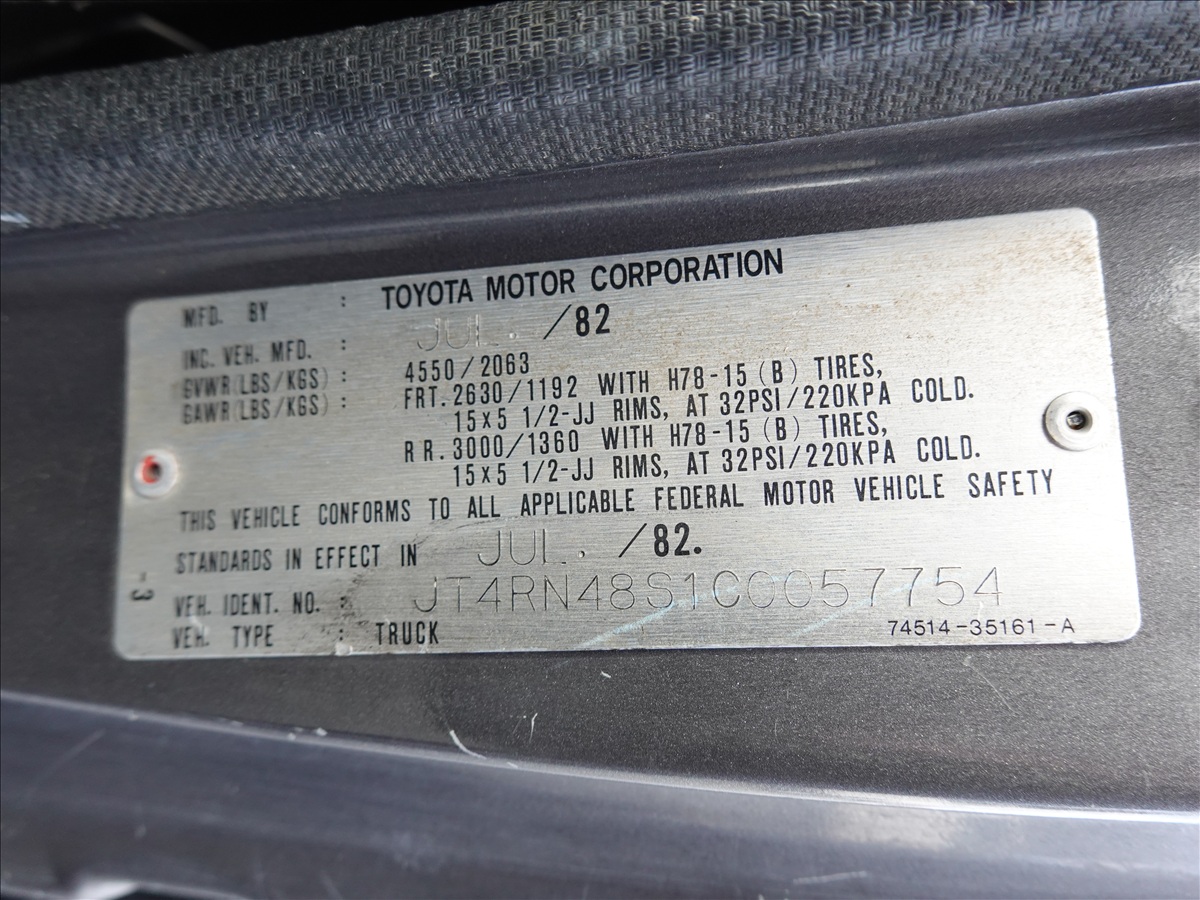 MFD. BY : TOYOTA MOTOR CORPORATION
INC. VEH. MFD. : JUL. /82
GVWR(LBS/KGS) : 4550/2063
GAWR(LBS/KGS) : FRT. 2630/1192 WITH H78-15 (B) TIRES,
15x5 1/2-JJ RIMS, AT 32PSI/220KPA COLD.
RR. 3000/1360 WITH H78-15 (B) TIRES,
15x5 1/2-JJ RIMS, AT 32PSI/220KPA COLD.
THIS VEHICLE CONFORMS TO ALL APPLICABLE FEDERAL MOTOR VEHICLE SAFETY
STANDARDS IN EFFECT IN JUL. /82.
VEH. IDENT. NO. : JT4RN48S1C0057754
VEH. TYPE : TRUCK
74514-35161-A
-3